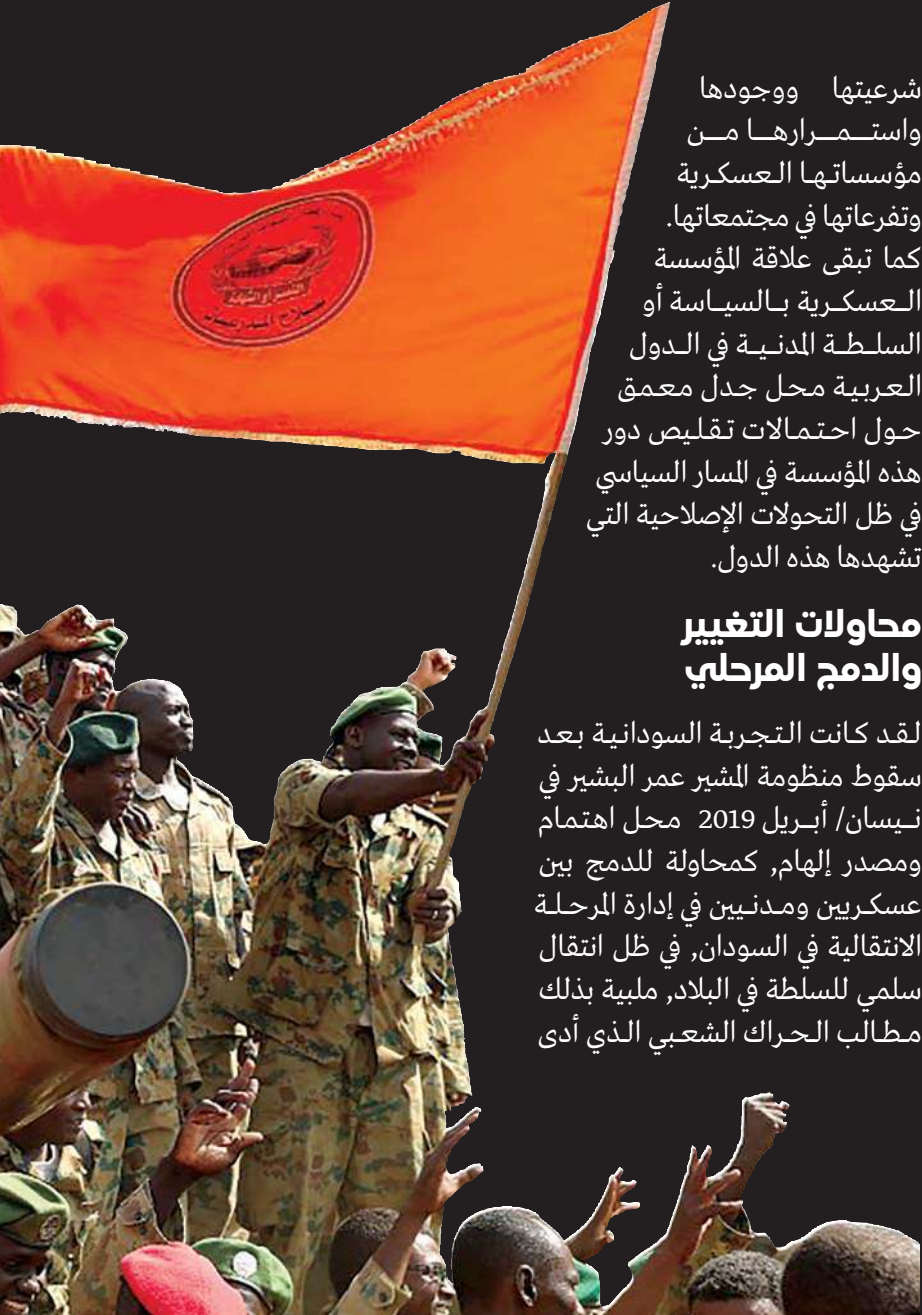 شرعيتها ووجودها
واستمرارها من
مؤسساتها العسكرية
وتفرعاتها في مجتمعاتها.
كما تبقى علاقة المؤسسة
العسكرية بالسياسة أو
السلطة المدنية في الدول
العربية محل جدل معمق
حول احتمالات تقليص دور
هذه المؤسسة في المسار السياسي
في ظل التحولات الإصلاحية التي
تشهدها هذه الدول.
محاولات التغيير
والدمج المرحلي
لقد كانت التجربة السودانية بعد
سقوط منظومة المشير عمر البشير في
نيسان/ أبريل 2019 محل اهتمام
ومصدر إلهام, كمحاولة للدمج بين
عسكريين ومدنيين في إدارة المرحلة
الانتقالية في السودان, في ظل انتقال
سلمي للسلطة في البلاد, ملبية بذلك
مطالب الحراك الشعبي الذي أدى
سلاح المدرعات